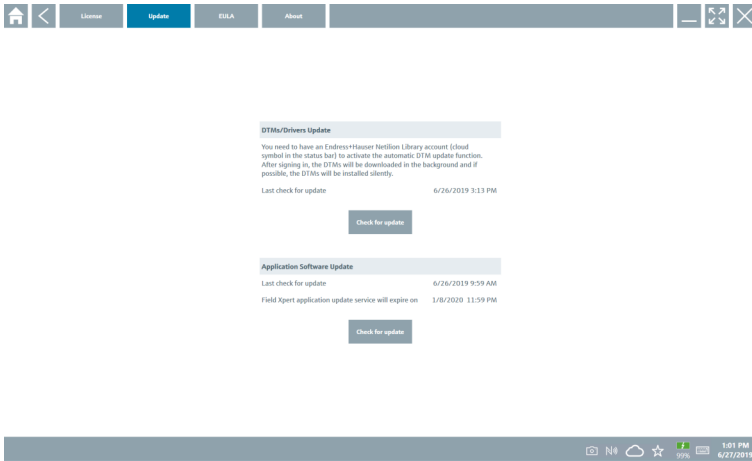 License Update EULA About
DTMs/Drivers Update
You need to have an Endress+Hauser Netilion Library account (cloud
symbol in the status bar) to activate the automatic DTM update function.
After signing in, the DTMs will be downloaded in the background and if
possible, the DTMs will be installed silently.
Last check for update 6/26/2019 3:13 PM
Check for update
Application Software Update
Last check for update 6/26/2019 9:59 AM
Field Xpert application update service will expire on 1/8/2020 11:59 PM
Check for update
99%
1:01 PM
6/27/2019